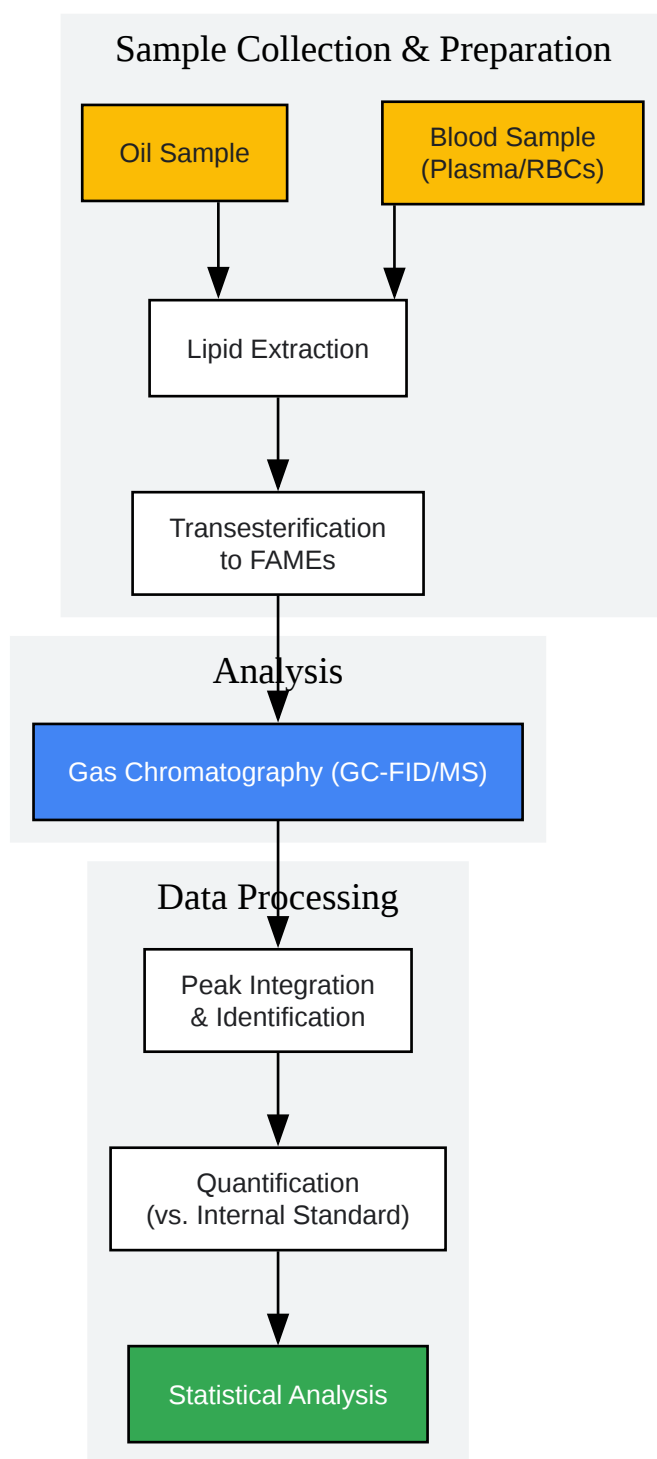 Sample Collection & Preparation
Oil Sample
Blood Sample
(Plasma/RBCs)
Lipid Extraction
Transesterification
to FAMEs
Analysis
Gas Chromatography (GC-FID/MS)
Data Processing
Peak Integration
& Identification
Quantification
(vs. Internal Standard)
Statistical Analysis